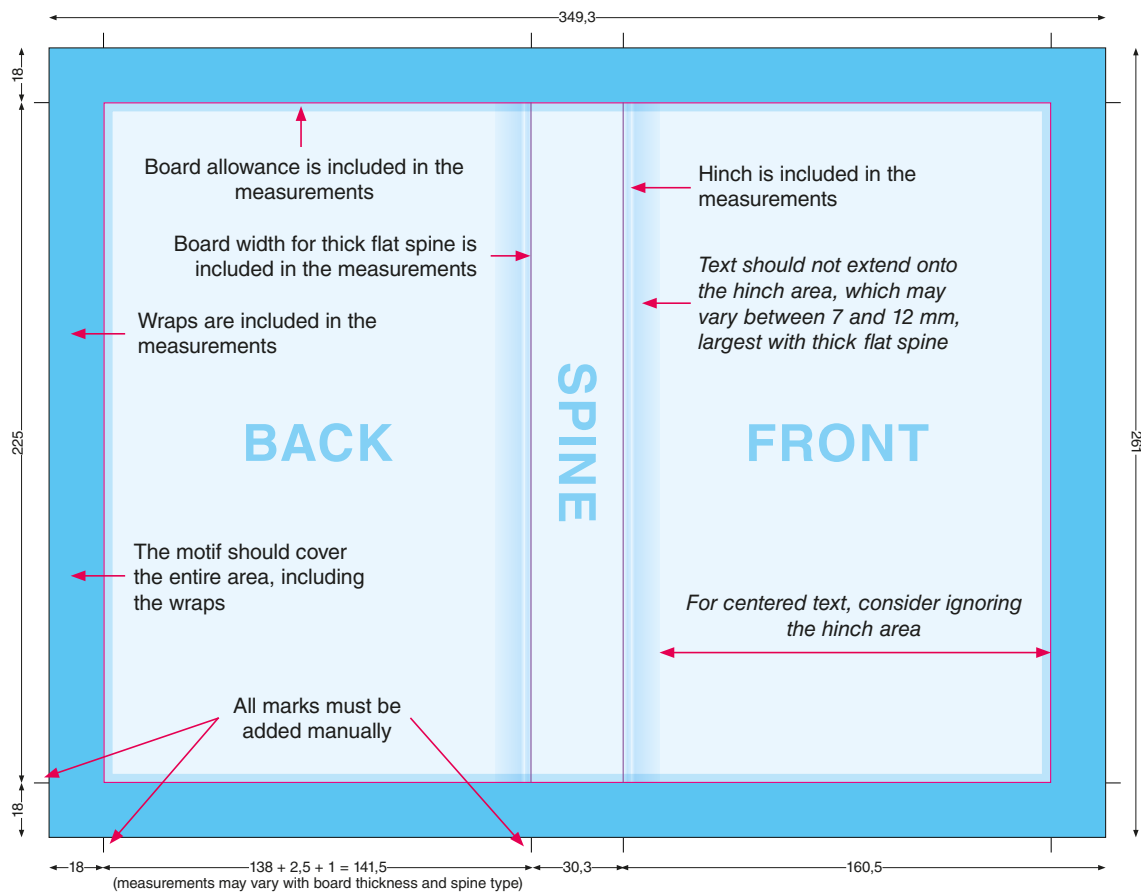 349,3
18
Board allowance is included in the
measurements
Hinch is included in the
measurements
Board width for thick flat spine is
included in the measurements
Text should not extend onto
the hinch area, which may
vary between 7 and 12 mm,
largest with thick flat spine
Wraps are included in the
measurements
225
BACK
SPINE
FRONT
261
The motif should cover
the entire area, including
the wraps
For centered text, consider ignoring
the hinch area
All marks must be
added manually
18
18
138 + 2,5 + 1 = 141,5
30,3
160,5
(measurements may vary with board thickness and spine type)